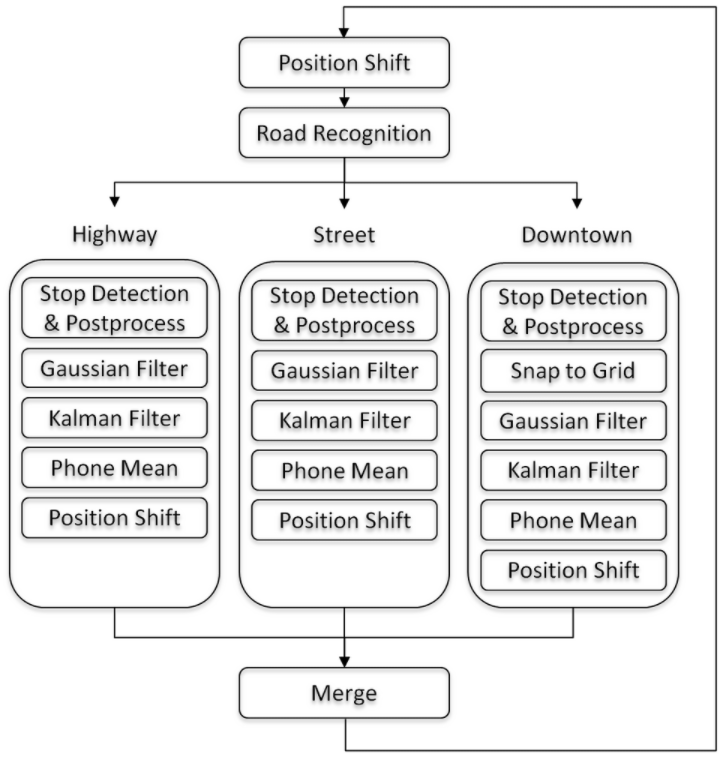 Position Shift
Road Recognition
Highway
Stop Detection
& Postprocess
Gaussian Filter
Kalman Filter
Phone Mean
Position Shift
Street
Stop Detection
& Postprocess
Gaussian Filter
Kalman Filter
Phone Mean
Position Shift
Downtown
Stop Detection
& Postprocess
Snap to Grid
Gaussian Filter
Kalman Filter
Phone Mean
Position Shift
Merge